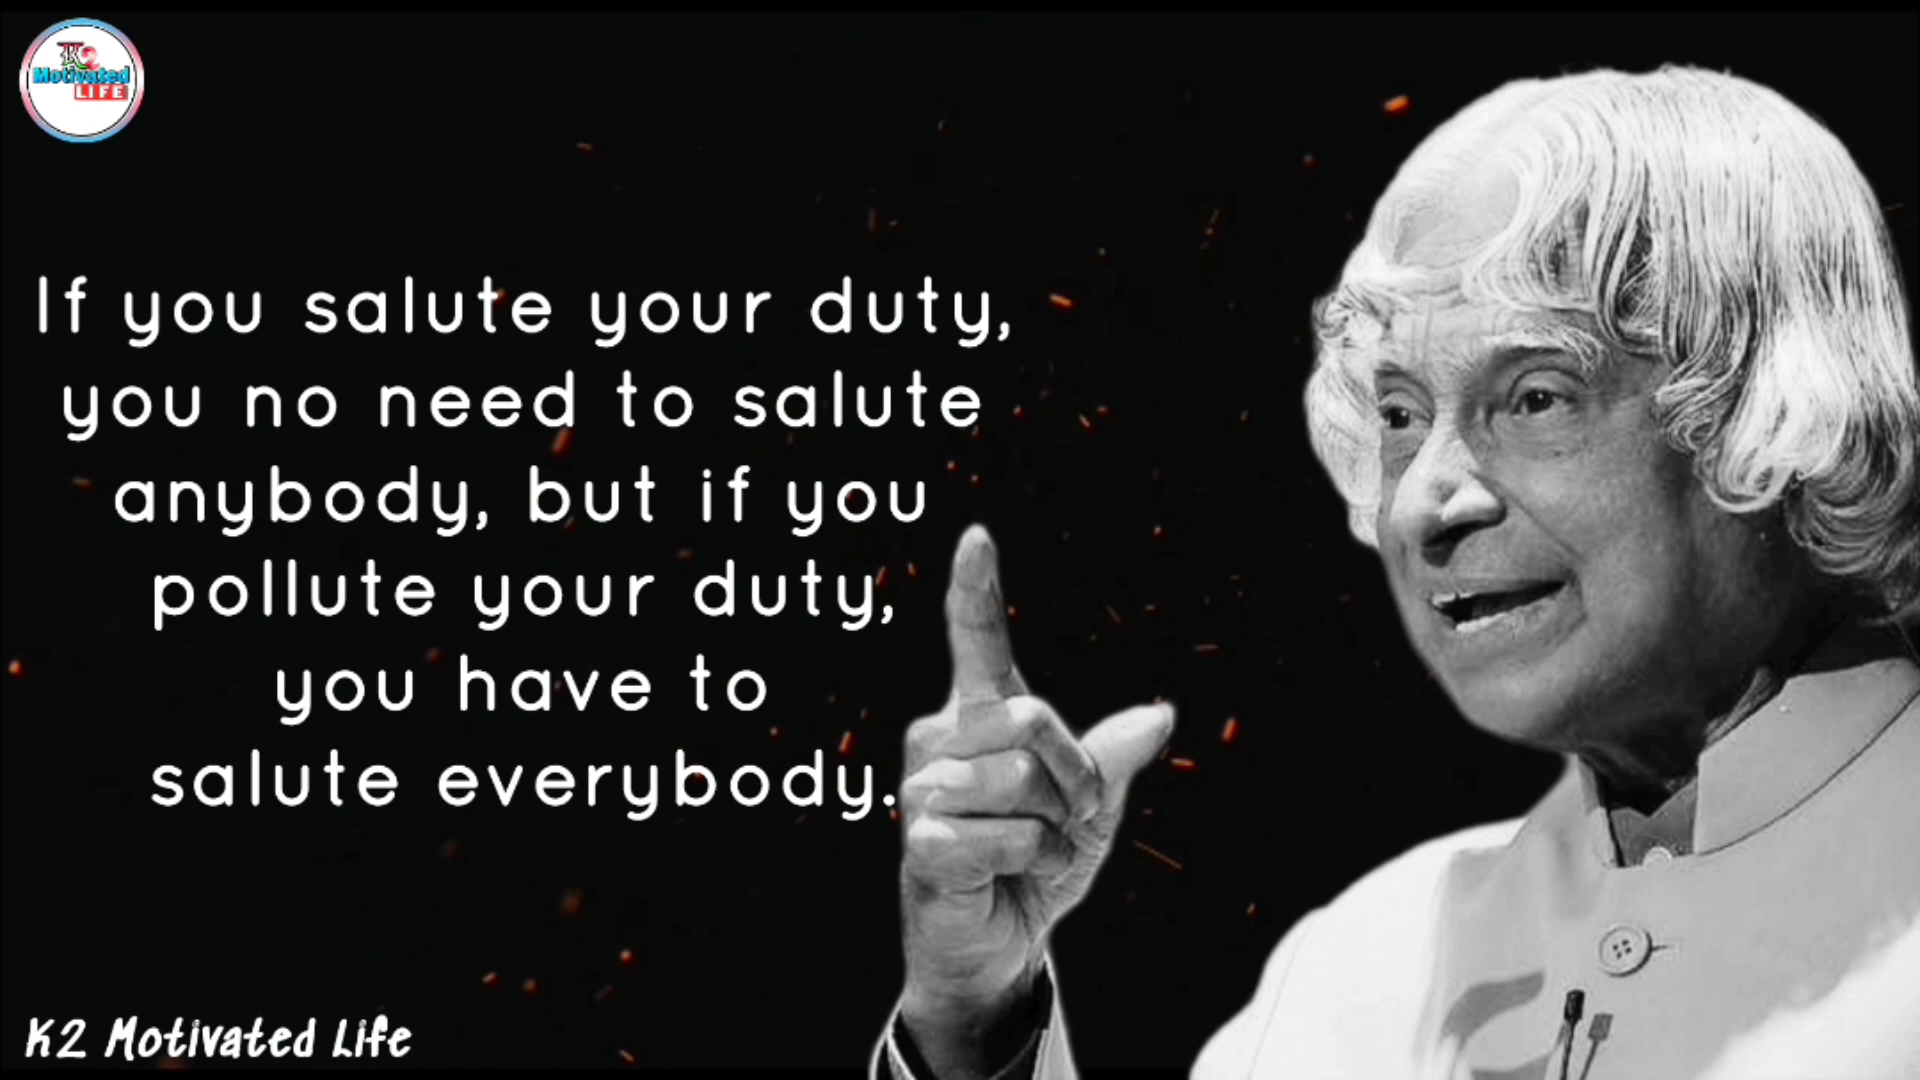 K2
Motivated
LIFE
If you salute your duty,
you no need to salute
anybody, but if you
pollute your duty,
you have to
salute everybody.
K2 Motivated Life